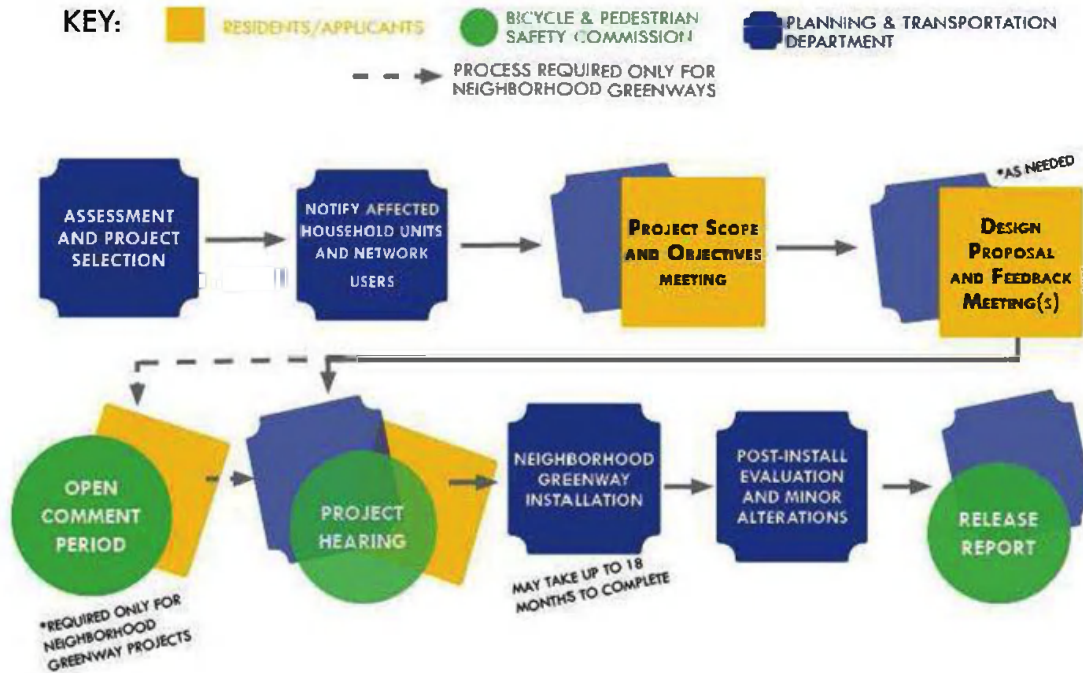 KEY:
RESIDENTS/APPLICANTS
BICYCLE & PEDESTRIAN
SAFETY COMMISSION
PLANNING & TRANSPORTATION
DEPARTMENT
PROCESS REQUIRED ONLY FOR
NEIGHBORHOOD GREENWAYS
ASSESSMENT
AND PROJECT
SELECTION
NOTIFY AFFECTED
HOUSEHOLD UNITS
AND NETWORK
USERS
PROJECT SCOPE
AND OBJECTIVES
MEETING
*AS NEEDED
DESIGN
PROPOSAL
AND FEEDBACK
MEETING(S)
OPEN
COMMENT
PERIOD
*REQUIRED ONLY FOR
NEIGHBORHOOD
GREENWAY PROJECTS
PROJECT
HEARING
NEIGHBORHOOD
GREENWAY
INSTALLATION
MAY TAKE UP TO 18
MONTHS TO COMPLETE
POST-INSTALL
EVALUATION
AND MINOR
ALTERATIONS
RELEASE
REPORT